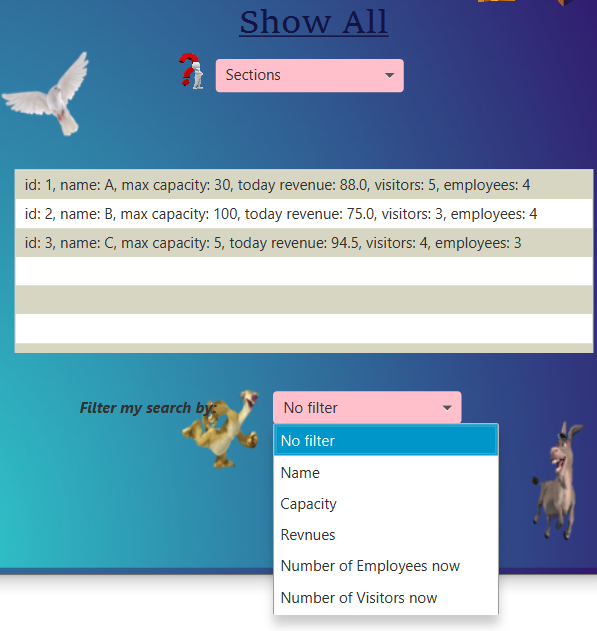 Show All
Sections
id: 1, name: A, max capacity: 30, today revenue: 88.0, visitors: 5, employees: 4
id: 2, name: B, max capacity: 100, today revenue: 75.0, visitors: 3, employees: 4
id: 3, name: C, max capacity: 5, today revenue: 94.5, visitors: 4, employees: 3
Filter my search by: No filter
No filter
Name
Capacity
Revnues
Number of Employees now
Number of Visitors now